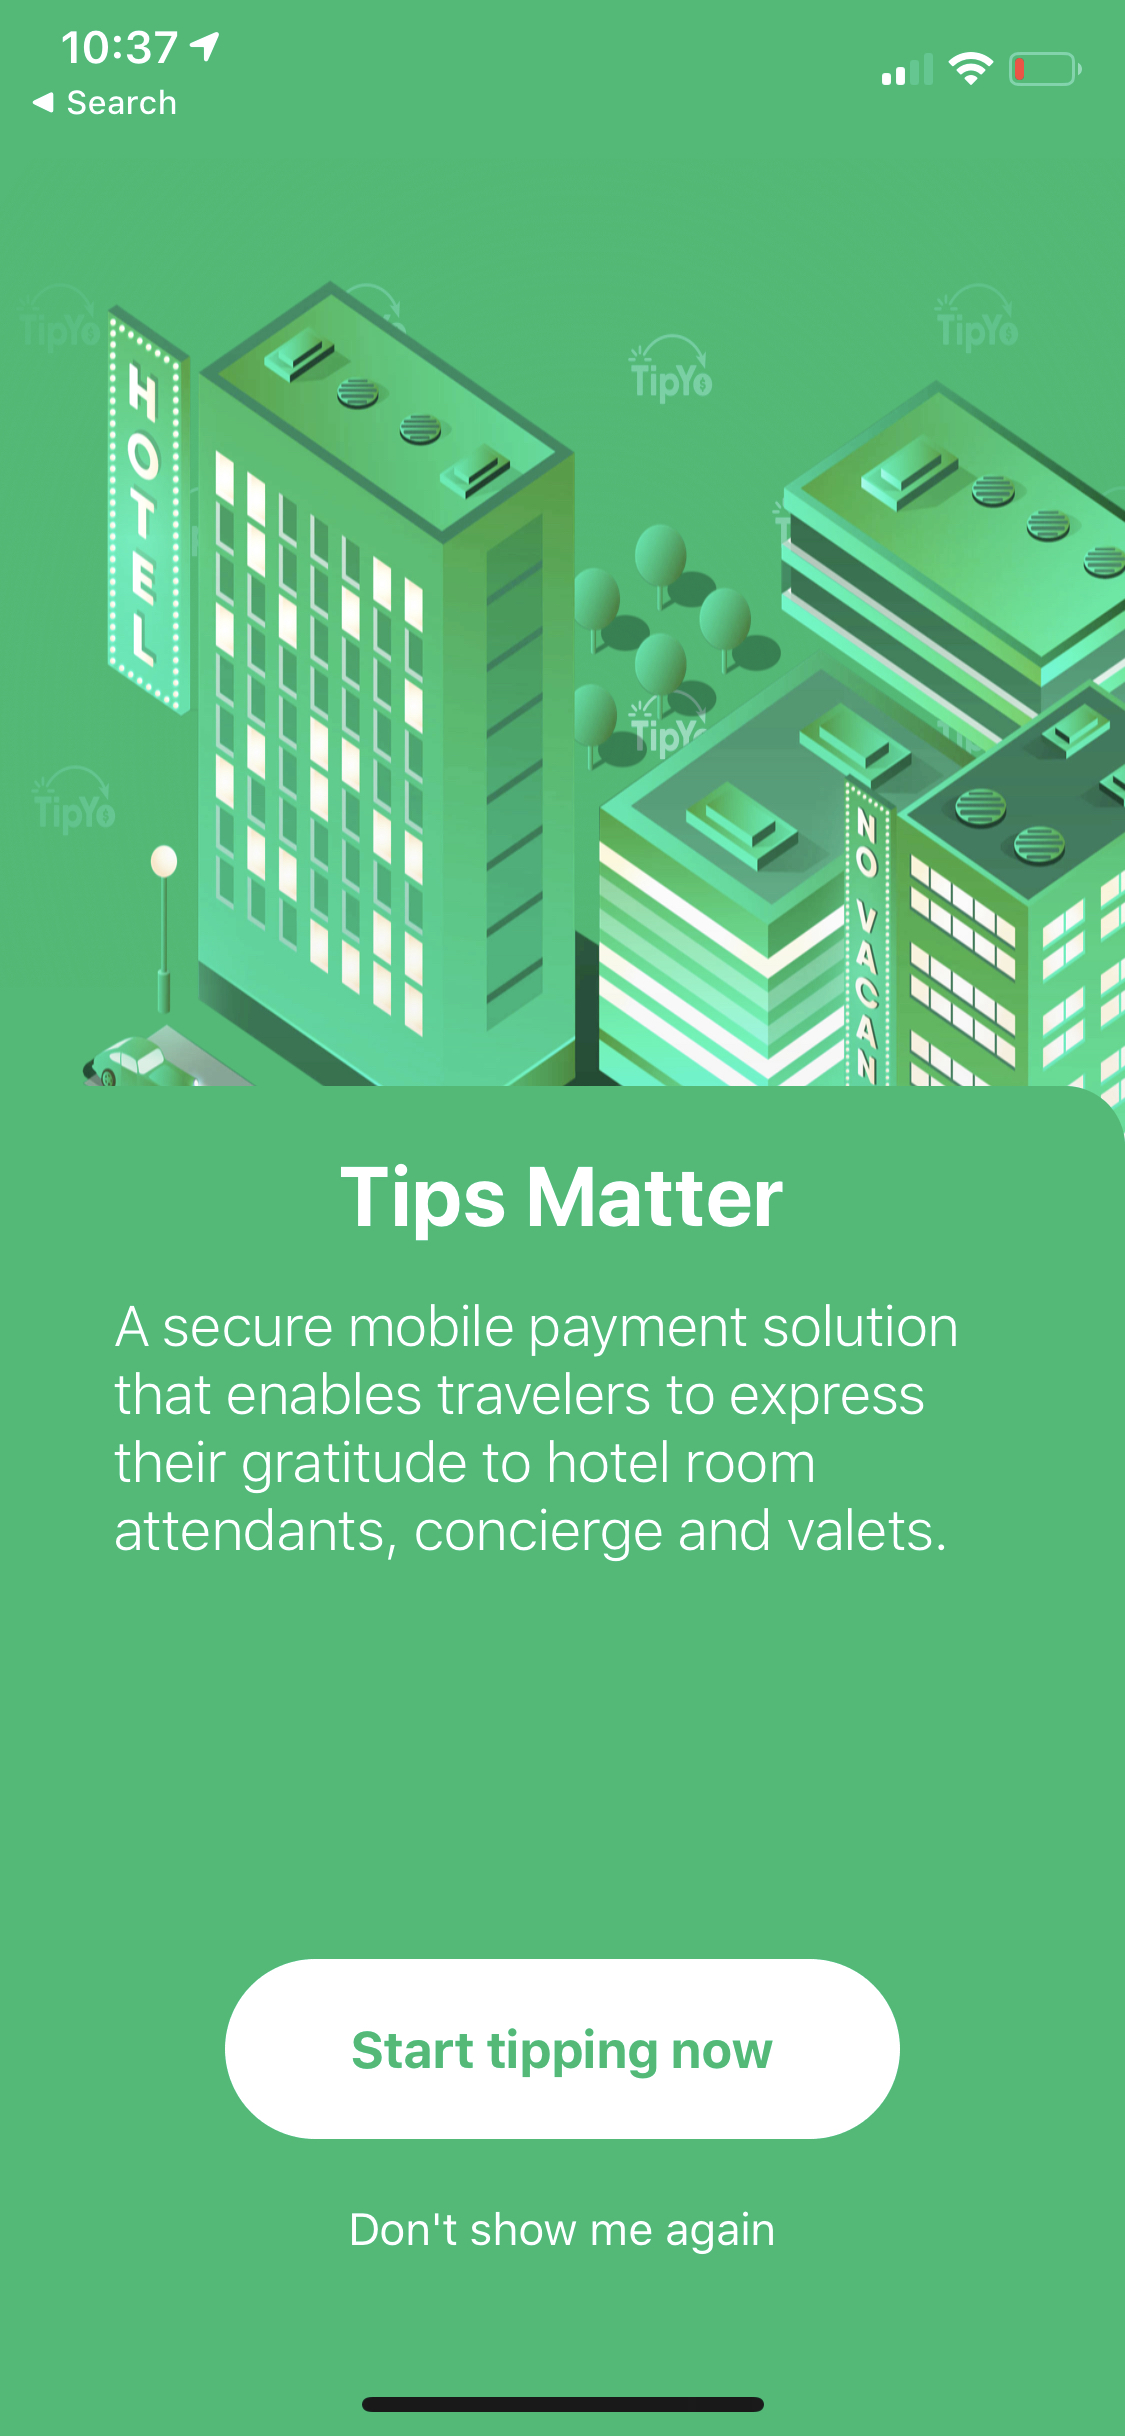 10:37
Search
TipYo
TipYo
TipYo
HOTEL
TipYo
TipYo
NO VACAN
Tips Matter
A secure mobile payment solution
that enables travelers to express
their gratitude to hotel room
attendants, concierge and valets.
Start tipping now
Don't show me again